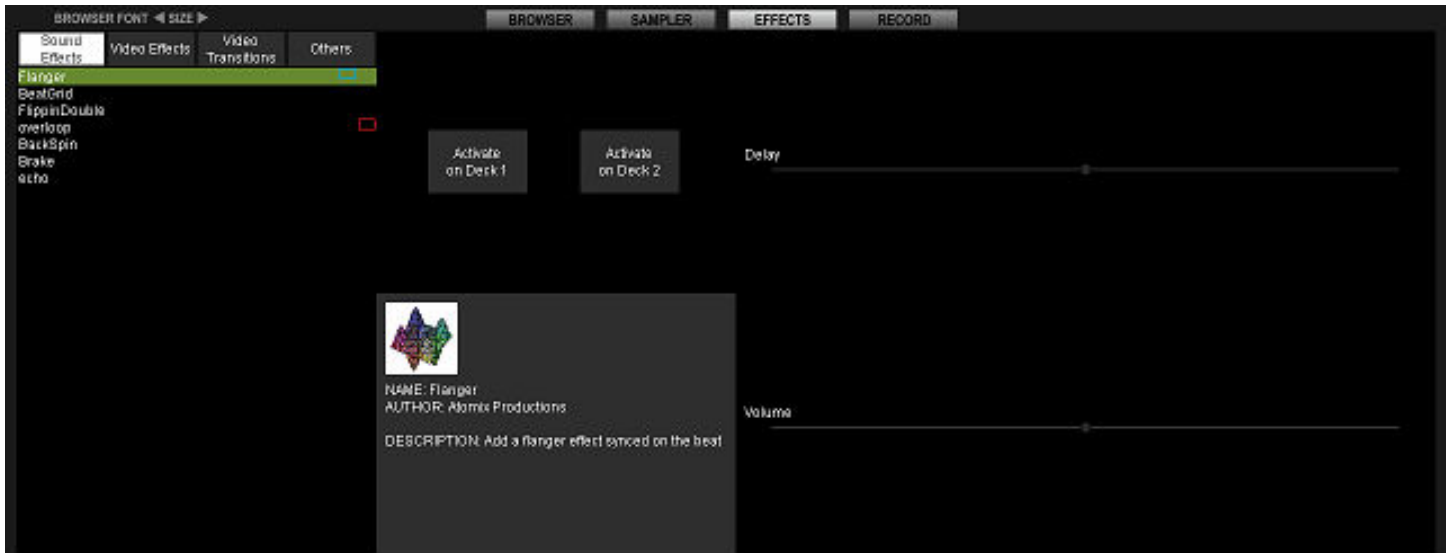 BROWSER FONT ◀ SIZE ▶
BROWSER
SAMPLER
EFFECTS
RECORD
Sound
Effects
Video Effects
Video
Transitions
Others
Flanger
BeatGrid
FlippinDouble
overloop
BackSpin
Brake
echo
Activate
on Deck 1
Activate
on Deck 2
Delay
NAME: Flanger
AUTHOR: Atomix Productions
DESCRIPTION: Add a flanger effect synced on the beat
Volume